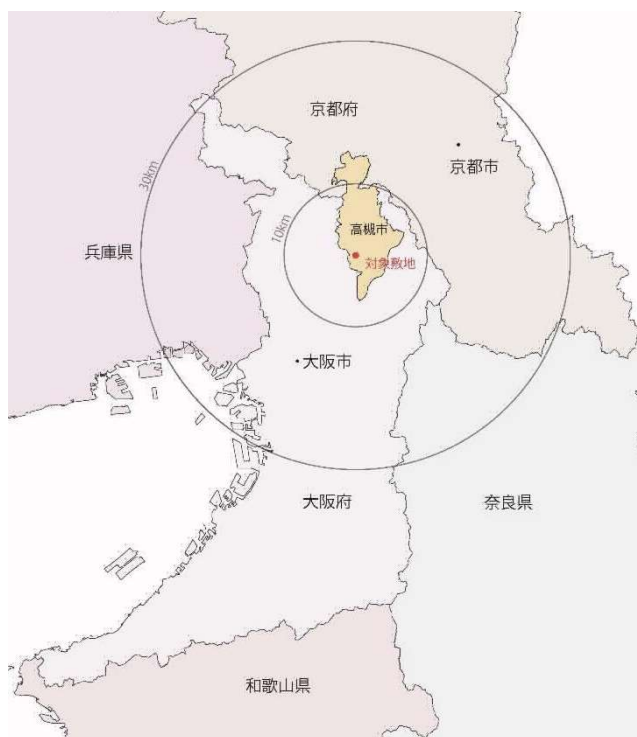 京都府
京都市
30km
10km
高槻市
兵庫県
対象敷地
大阪市
大阪府
奈良県
和歌山県